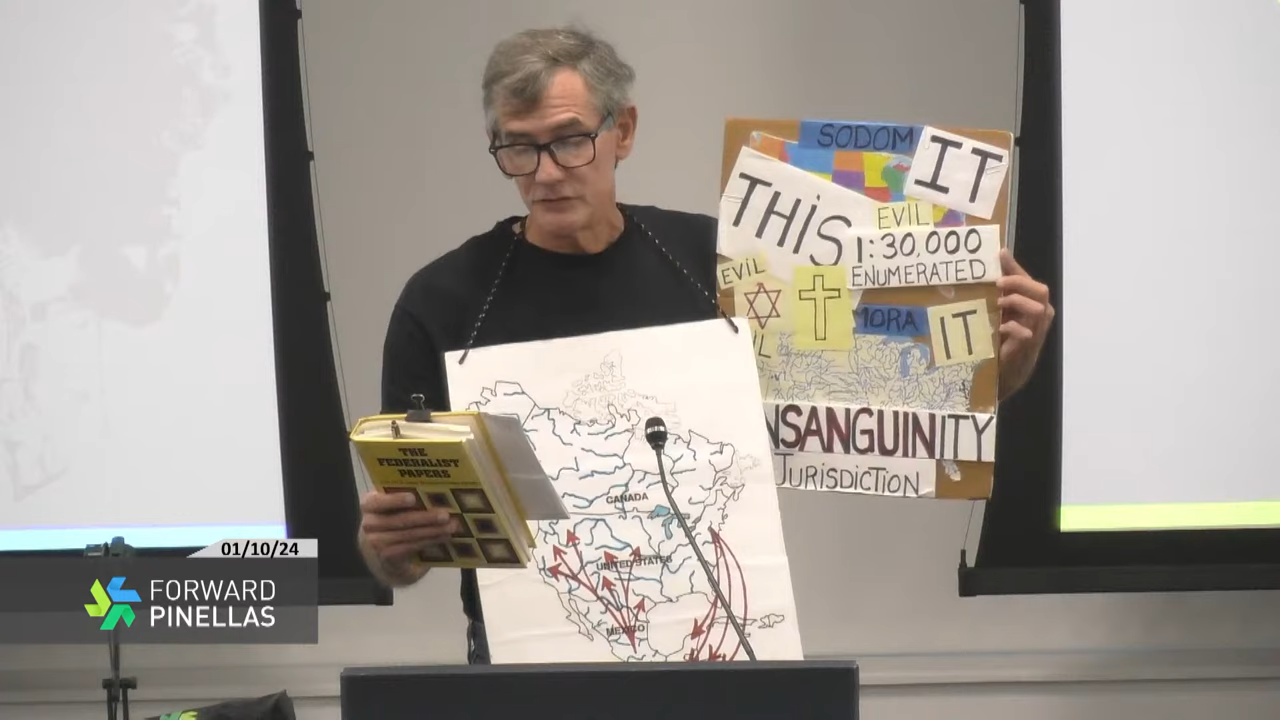 SODOM
IT
THIS
EVIL
1:30,000
ENUMERATED
EVIL
IT
NSANGUINITY
JURISDICTION
THE
FEDERALIST
PAPERS
CANADA
UNITED STATES
MEXICO
01/10/24
FORWARD
PINELLAS